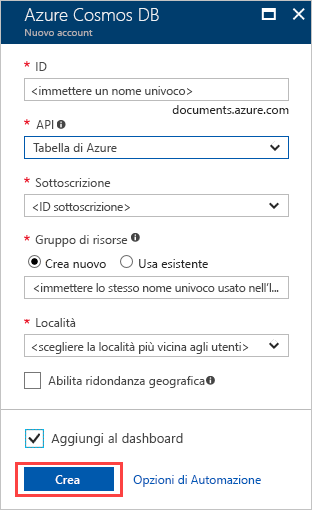 Azure Cosmos DB
Nuovo account
* ID
<immettere un nome univoco>
documents.azure.com
* API
Tabella di Azure
* Sottoscrizione
<ID sottoscrizione>
* Gruppo di risorse
Crea nuovo Usa esistente
<immettere lo stesso nome univoco usato nell'I...
* Località
<scegliere la località più vicina agli utenti>
Abilita ridondanza geografica
Aggiungi al dashboard
Crea Opzioni di Automazione